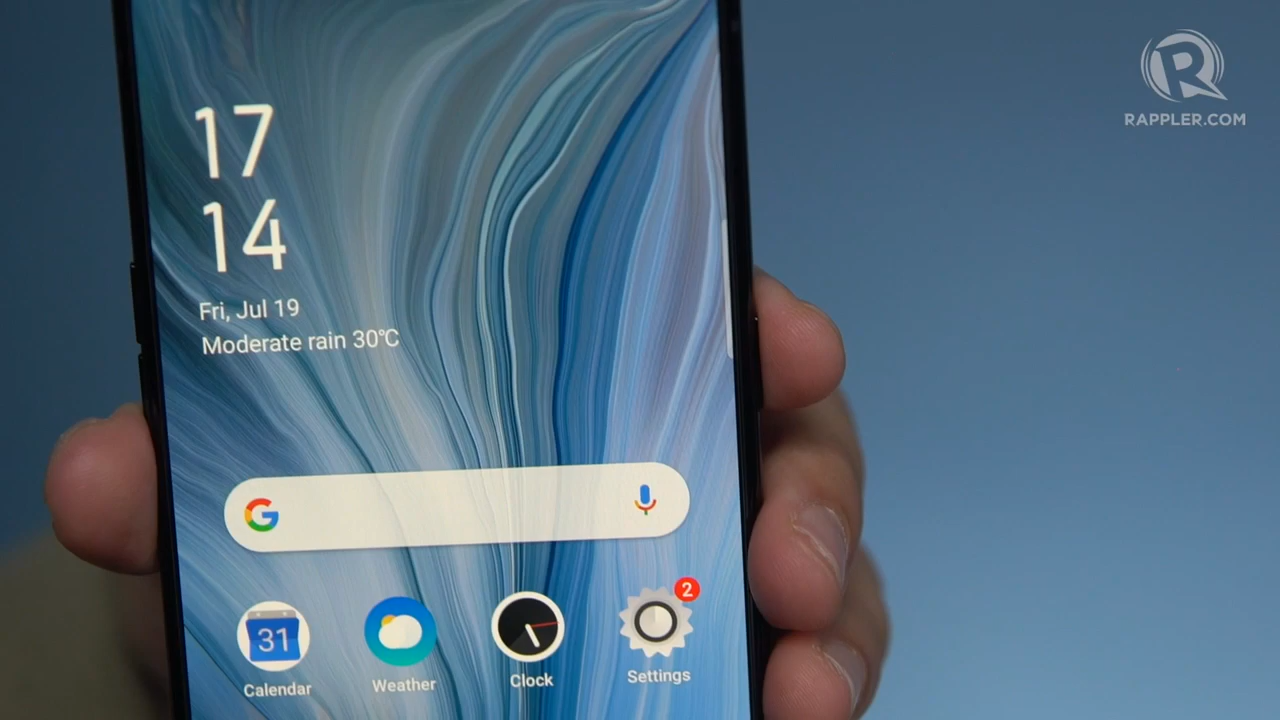 17
14
Fri, Jul 19
Moderate rain 30℃
G
2
31
Calendar
Weather
Clock
Settings
R
RAPPLER.COM